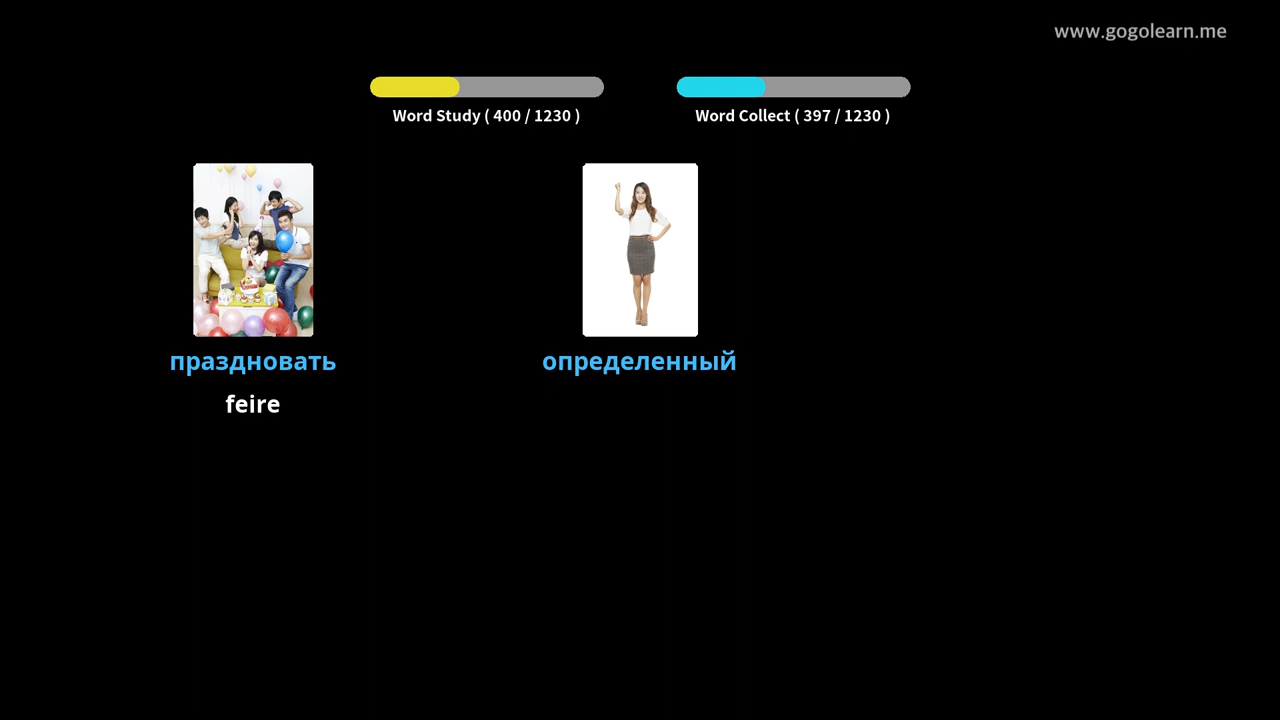 www.gogolearn.me
Word Study ( 400 / 1230 )
Word Collect ( 397 / 1230 )
праздновать
определенный
feire